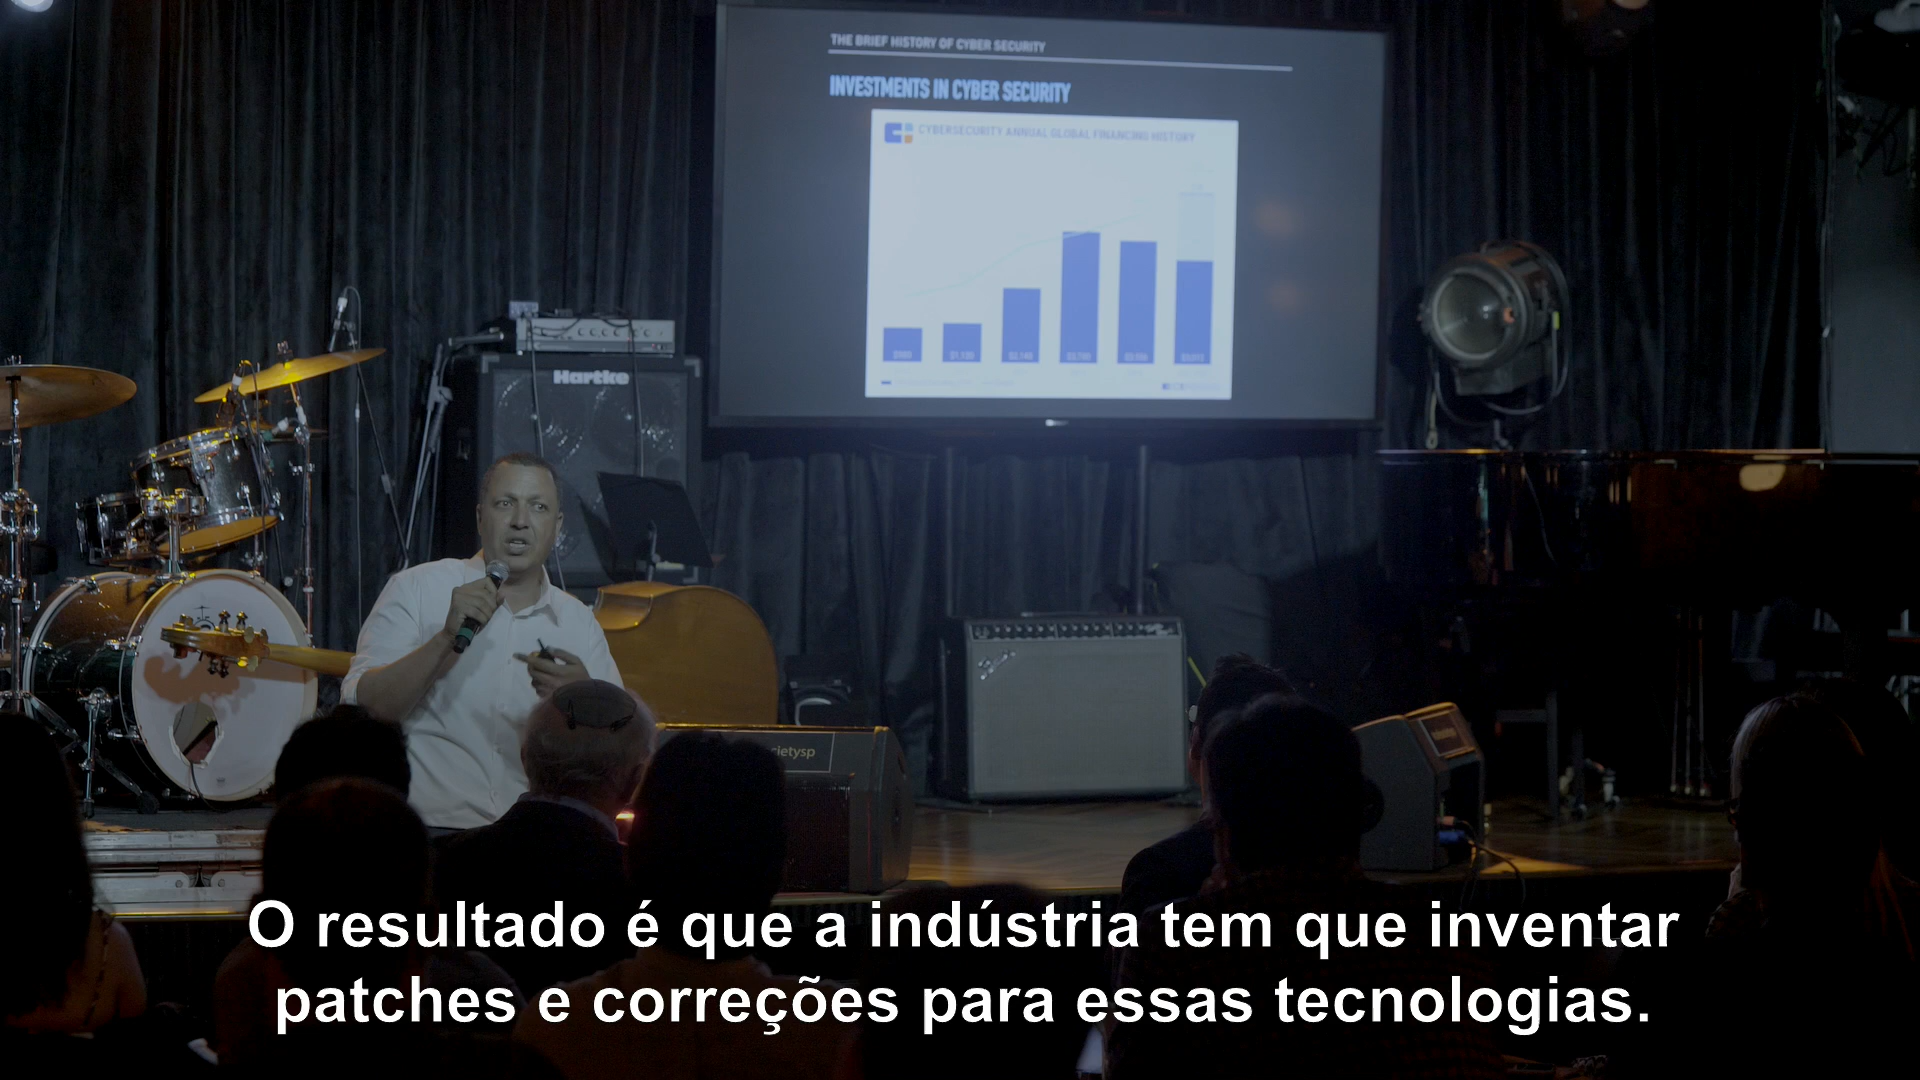 THE BRIEF HISTORY OF CYBER SECURITY
INVESTMENTS IN CYBER SECURITY
CYBERSECURITY ANNUAL GLOBAL FINANCING HISTORY
Hartke
cietysp
O resultado é que a indústria tem que inventar
patches e correções para essas tecnologias.